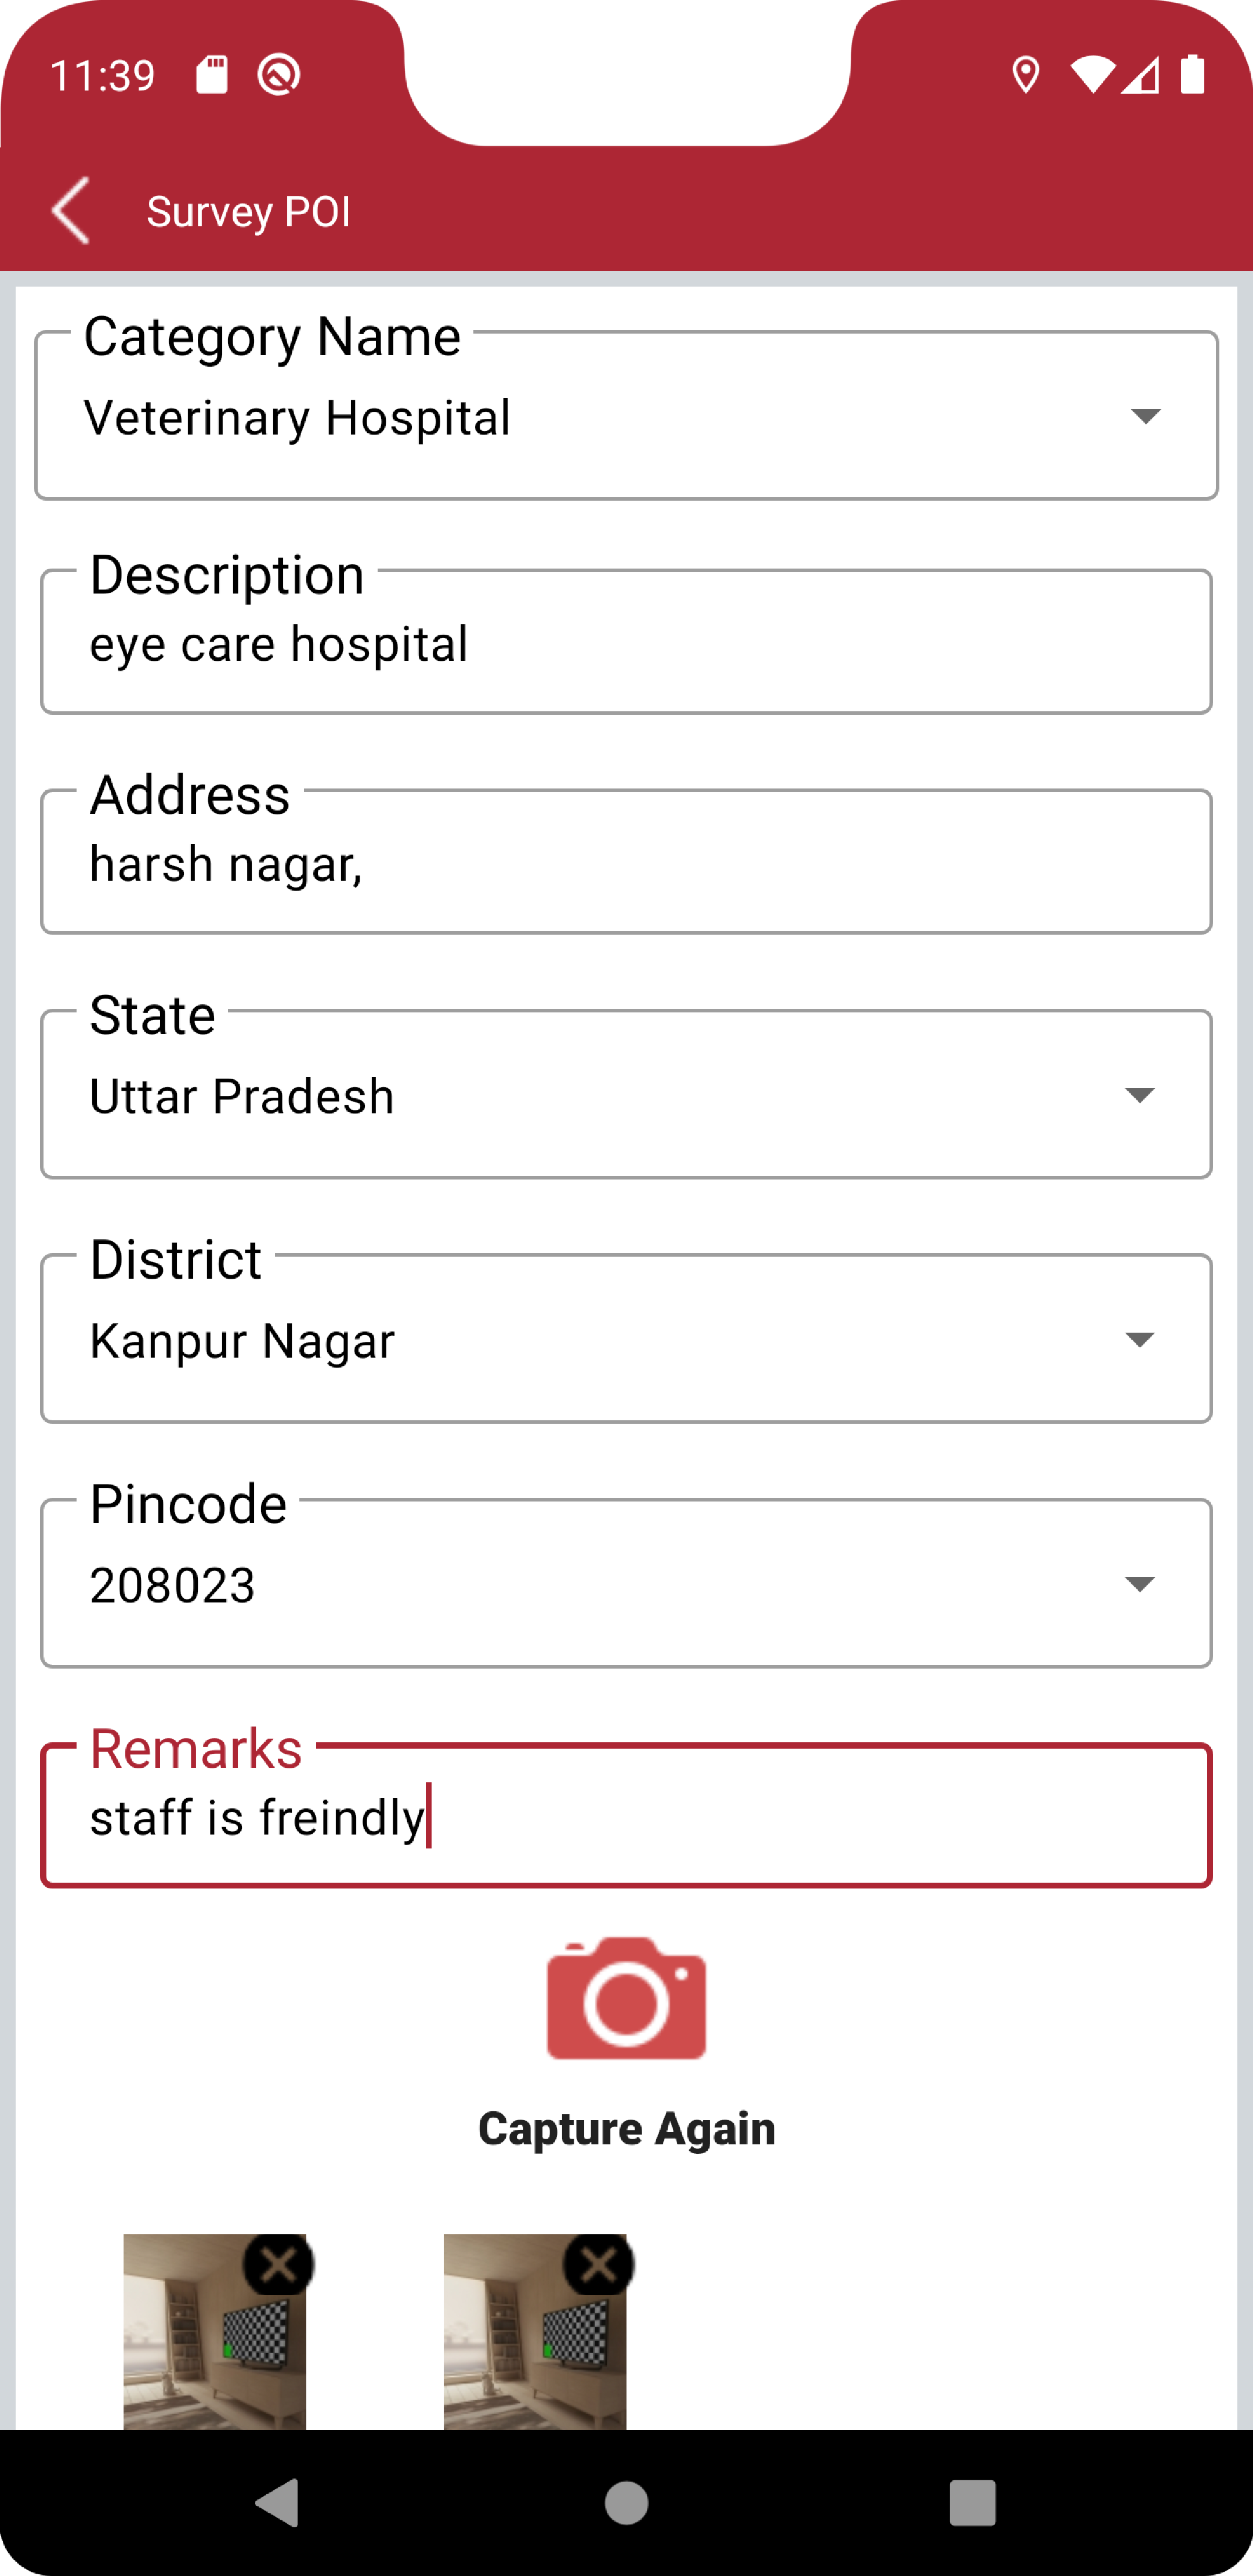 11:39
Survey POI
Category Name
Veterinary Hospital
Description
eye care hospital
Address
harsh nagar,
State
Uttar Pradesh
District
Kanpur Nagar
Pincode
208023
Remarks
staff is freindly
Capture Again